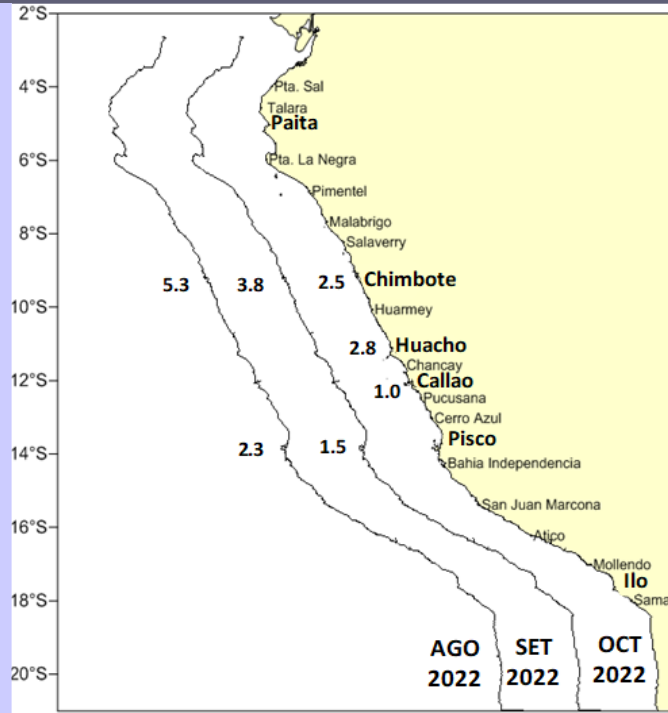 2°S
4°S
Pta. Sal
Talara
Paita
6°S
Pta. La Negra
Pimentel
Malabrigo
8°S
Salaverry
5.3 3.8 2.5 Chimbote
10°S
Huarmey
2.8 Huacho
Chancay
12°S
1.0 Callao
Pucusana
Cerro Azul
2.3 1.5 Pisco
14°S
Bahia Independencia
San Juan Marcona
16°S
Atico
Mollendo
Ilo
18°S
Sama
AGO SET OCT
2022 2022 2022
20°S